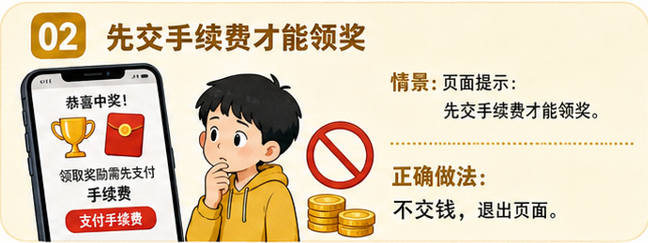 02 先交手续费才能领奖
恭喜中奖！
领取奖励需先支付
手续费
支付手续费
情景：页面提示：
先交手续费才能领奖。
正确做法：
不交钱，退出页面。